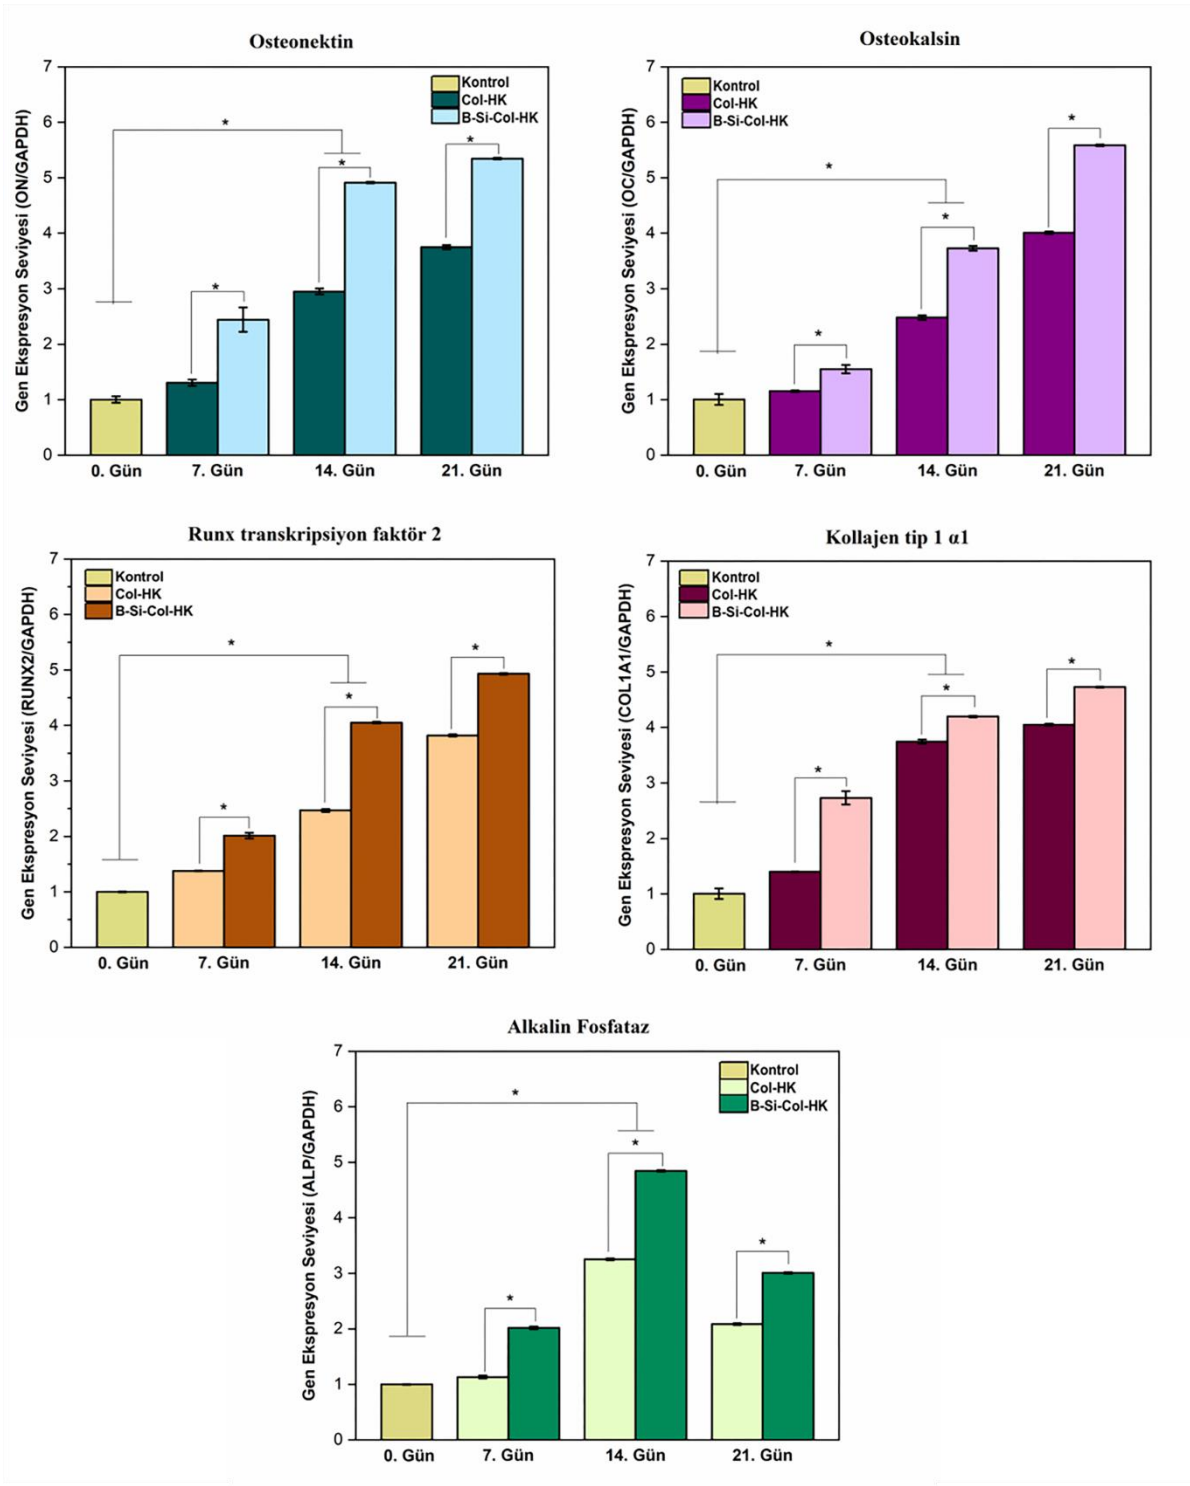 Osteonektin
Gen Ekspresyon Seviyesi (ON/GAPDH)
7
6
5
4
3
2
1
0
Kontrol
Col-HK
B-Si-Col-HK
*
*
*
*
0. Gün 7. Gün 14. Gün 21. Gün
Osteokalsin
Gen Ekspresyon Seviyesi (OC/GAPDH)
7
6
5
4
3
2
1
0
Kontrol
Col-HK
B-Si-Col-HK
*
*
*
*
0. Gün 7. Gün 14. Gün 21. Gün
Runx transkripsiyon faktör 2
Gen Ekspresyon Seviyesi (RUNX2/GAPDH)
7
6
5
4
3
2
1
0
Kontrol
Col-HK
B-Si-Col-HK
*
*
*
*
0. Gün 7. Gün 14. Gün 21. Gün
Kollajen tip 1 α1
Gen Ekspresyon Seviyesi (COL1A1/GAPDH)
7
6
5
4
3
2
1
0
Kontrol
Col-HK
B-Si-Col-HK
*
*
*
*
0. Gün 7. Gün 14. Gün 21. Gün
Alkalin Fosfataz
Gen Ekspresyon Seviyesi (ALP/GAPDH)
7
6
5
4
3
2
1
0
Kontrol
Col-HK
B-Si-Col-HK
*
*
*
*
0. Gün 7. Gün 14. Gün 21. Gün